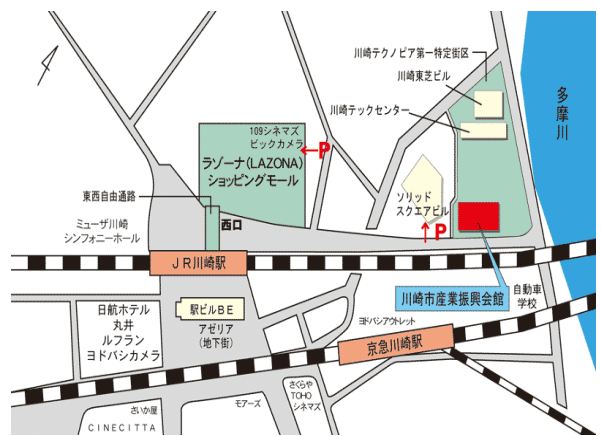 川崎テクノピア第一特定街区
川崎東芝ビル
川崎テックセンター
多摩川
109シネマズ
ビックカメラ
P
ラゾーナ(LAZONA)
ショッピングモール
東西自由通路
西口
ミューザ川崎
シンフォニーホール
ソリッド
スクエアビル
P
JR川崎駅
川崎市産業振興会館
自動車
学校
日航ホテル
丸井
ルフラン
ヨドバシカメラ
駅ビルBE
アゼリア
(地下街)
ヨドバシアウトレット
京急川崎駅
さくらや
TOHO
シネマズ
モアーズ
さいか屋
CINECITTA